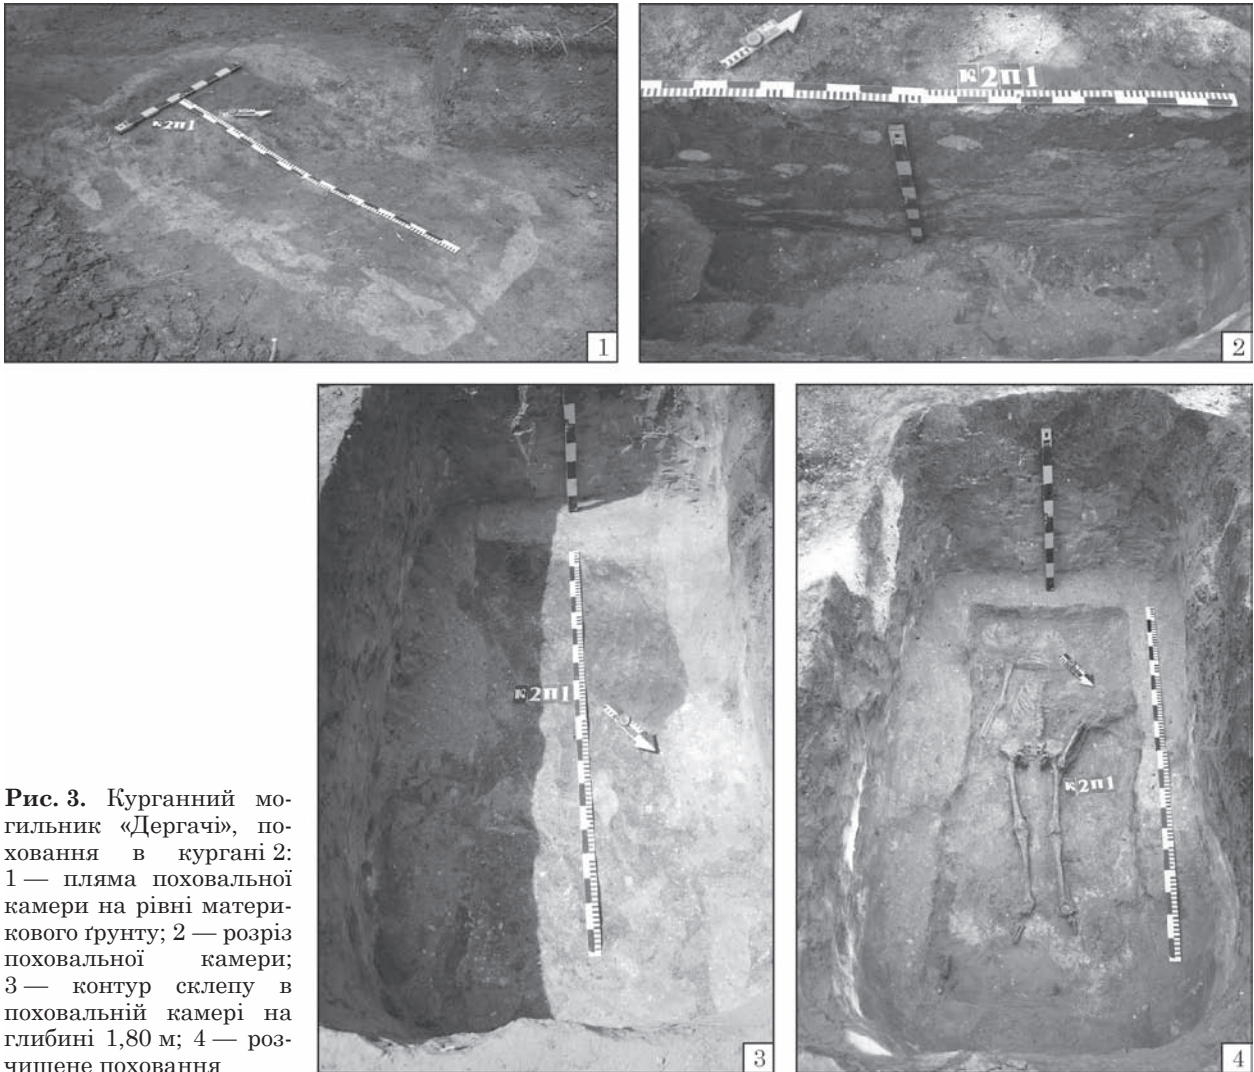 к2п1
1
к2п1
2
к2п1
3
к2п1
4
Рис. 3. Курганний мо-
гильник «Дергачі», по-
ховання в кургані 2:
1 — пляма поховальної
камери на рівні матери-
кового ґрунту; 2 — розріз
поховальної камери;
3 — контур склепу в
поховальній камері на
глибині 1,80 м; 4 — роз-
чищене поховання